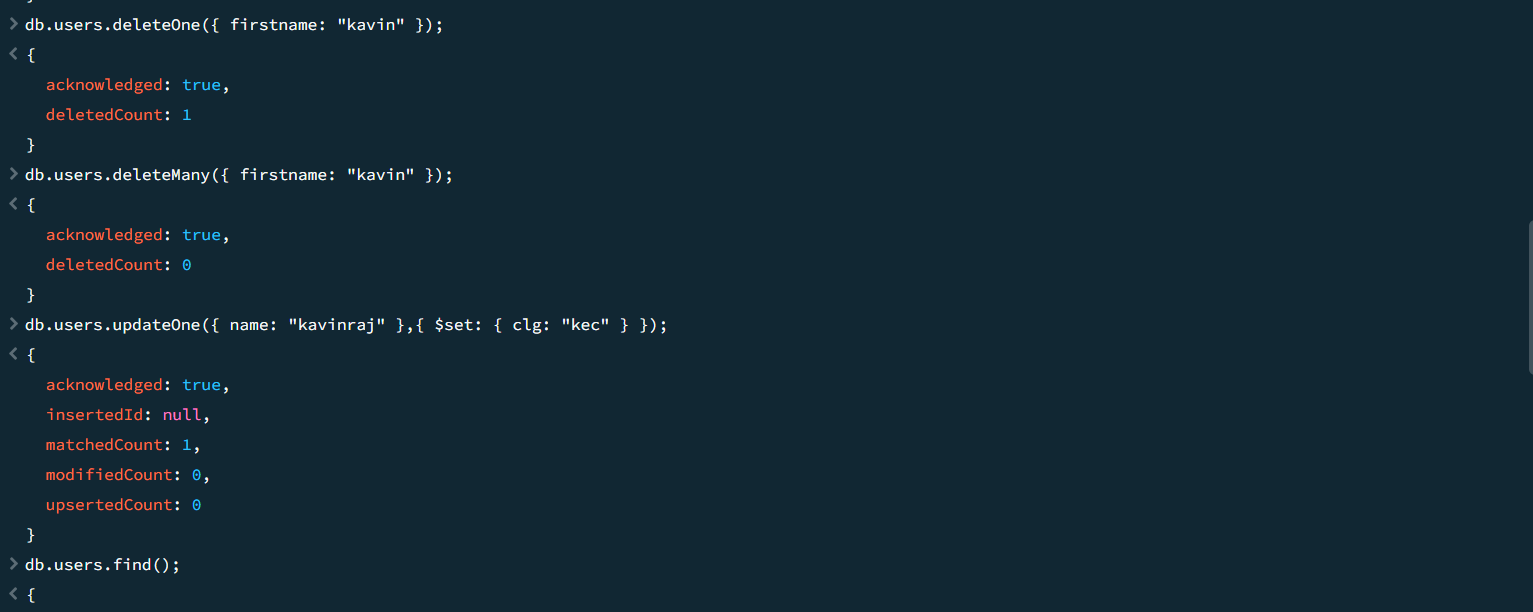 > db.users.deleteOne({ firstname: "kavin" });
< {
acknowledged: true,
deletedCount: 1
}
> db.users.deleteMany({ firstname: "kavin" });
< {
acknowledged: true,
deletedCount: 0
}
> db.users.updateOne({ name: "kavinraj" },{ $set: { clg: "kec" } });
< {
acknowledged: true,
insertedId: null,
matchedCount: 1,
modifiedCount: 0,
upsertedCount: 0
}
> db.users.find();
< {